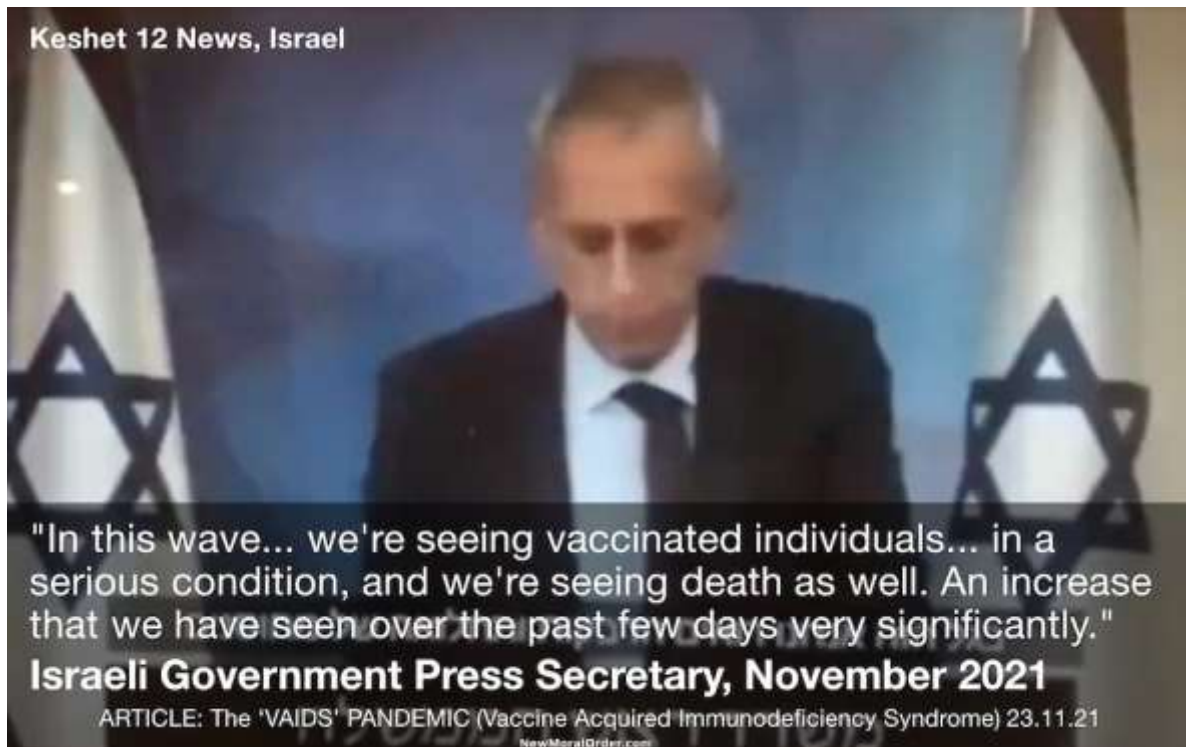 Keshet 12 News, Israel
"In this wave... we're seeing vaccinated individuals... in a
serious condition, and we're seeing death as well. An increase
that we have seen over the past few days very significantly."
Israeli Government Press Secretary, November 2021
ARTICLE: The 'VAIDS' PANDEMIC (Vaccine Acquired Immunodeficiency Syndrome) 23.11.21
NewMoralOrder.com